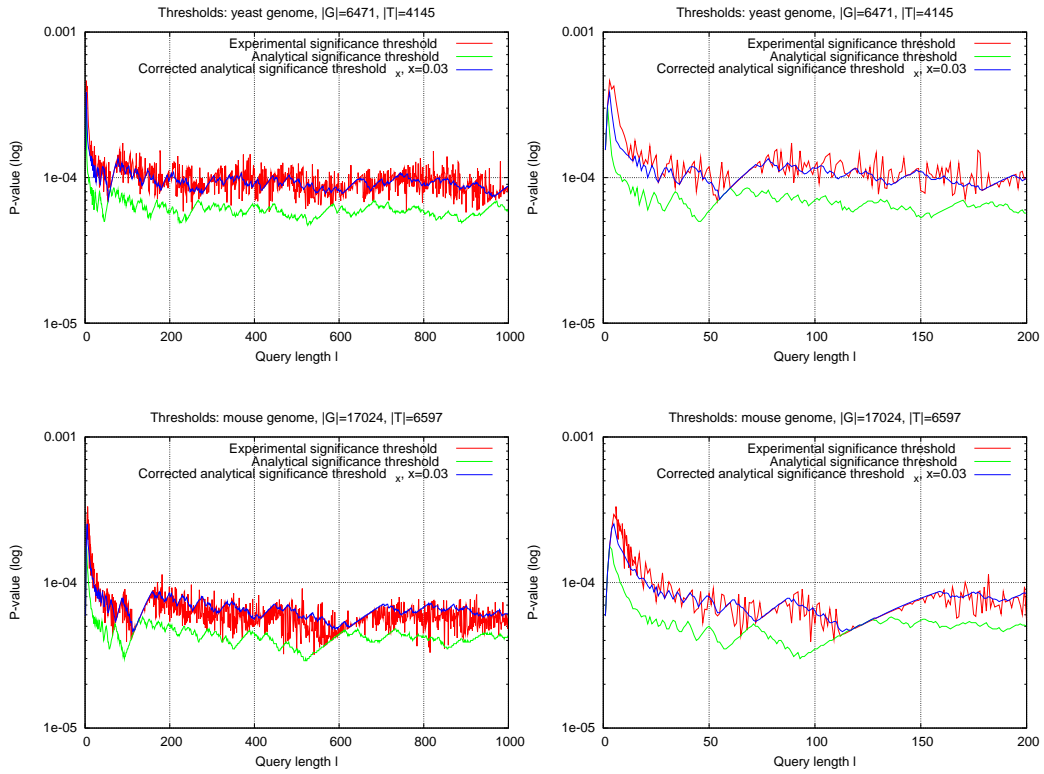 Thresholds: yeast genome, |G|=6471, |T|=4145
0.001
Experimental significance threshold
Analytical significance threshold
Corrected analytical significance threshold x, x=0.03
P-value (log)
1e-04
1e-05
0 200 400 600 800 1000
Query length l
Thresholds: yeast genome, |G|=6471, |T|=4145
0.001
Experimental significance threshold
Analytical significance threshold
Corrected analytical significance threshold x, x=0.03
P-value (log)
1e-04
1e-05
0 50 100 150 200
Query length l
Thresholds: mouse genome, |G|=17024, |T|=6597
0.001
Experimental significance threshold
Analytical significance threshold
Corrected analytical significance threshold x, x=0.03
P-value (log)
1e-04
1e-05
0 200 400 600 800 1000
Query length l
Thresholds: mouse genome, |G|=17024, |T|=6597
0.001
Experimental significance threshold
Analytical significance threshold
Corrected analytical significance threshold x, x=0.03
P-value (log)
1e-04
1e-05
0 50 100 150 200
Query length l